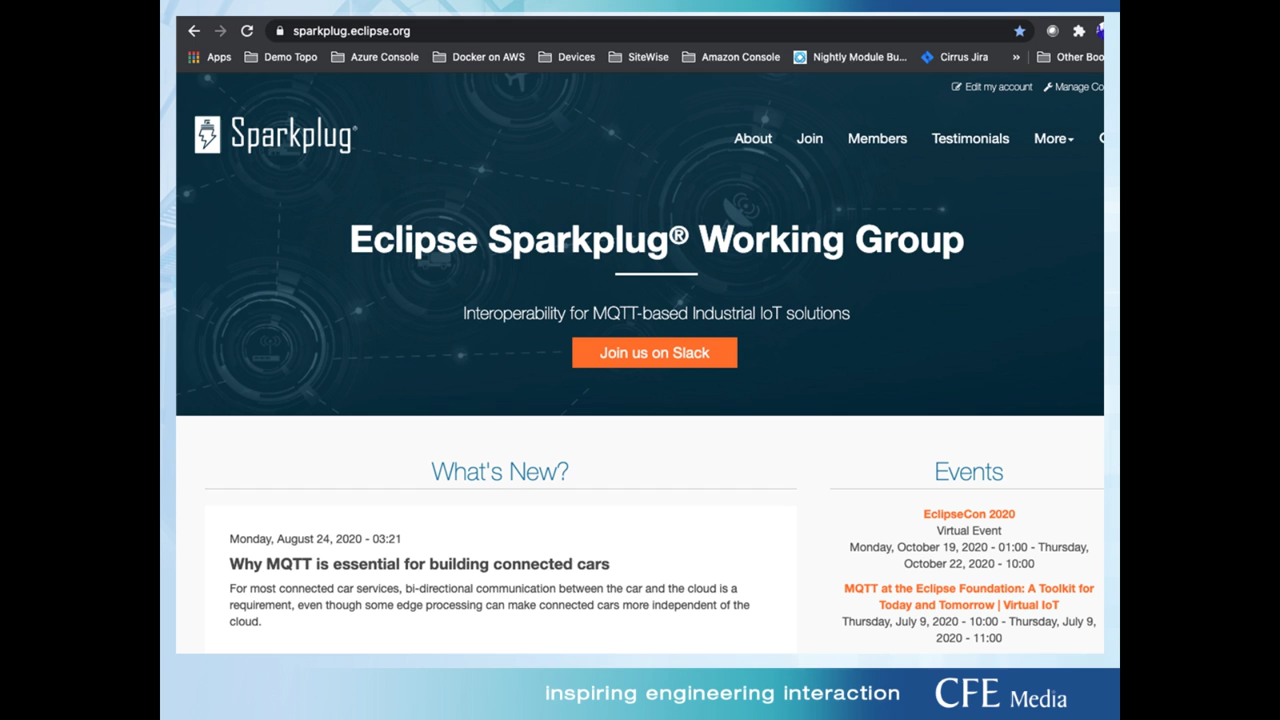 sparkplug.eclipse.org
Apps Demo Topo Azure Console Docker on AWS Devices SiteWise Amazon Console Nightly Module Bu... Cirrus Jira » Other Boo
Edit my account Manage Co
Sparkplug®
About Join Members Testimonials More
Eclipse Sparkplug® Working Group
Interoperability for MQTT-based Industrial IoT solutions
Join us on Slack
What's New?
Monday, August 24, 2020 - 03:21
Why MQTT is essential for building connected cars
For most connected car services, bi-directional communication between the car and the cloud is a
requirement, even though some edge processing can make connected cars more independent of the
cloud.
Events
EclipseCon 2020
Virtual Event
Monday, October 19, 2020 - 01:00 - Thursday,
October 22, 2020 - 10:00
MQTT at the Eclipse Foundation: A Toolkit for
Today and Tomorrow | Virtual IoT
Thursday, July 9, 2020 - 10:00 - Thursday, July 9,
2020 - 11:00
inspiring engineering interaction
CFE Media